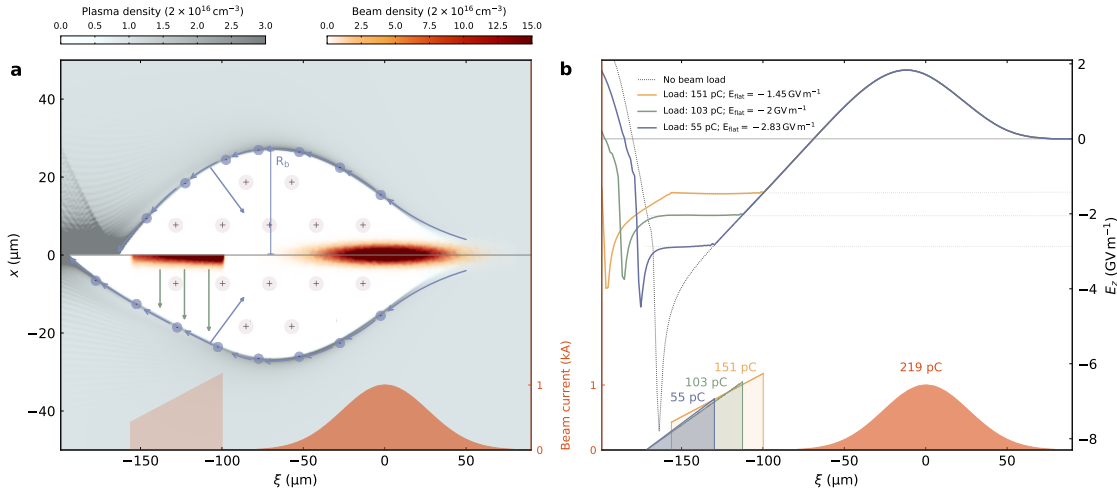 Plasma density (2 × 10¹⁶ cm⁻³)
0.0 0.5 1.0 1.5 2.0 2.5 3.0
Beam density (2 × 10¹⁶ cm⁻³)
0.0 2.5 5.0 7.5 10.0 12.5 15.0
a
R_b
x (μm)
40
20
0
−20
−40
1
0
−150 −100 −50 0 50
ξ (μm)
b
No beam load
Load: 151 pC; E_flat = −1.45 GV m⁻¹
Load: 103 pC; E_flat = −2 GV m⁻¹
Load: 55 pC; E_flat = −2.83 GV m⁻¹
151 pC
103 pC
55 pC
219 pC
Beam current (kA)
1
0
2
0
−2
−4
−6
−8
E_z (GV m⁻¹)
−150 −100 −50 0 50
ξ (μm)